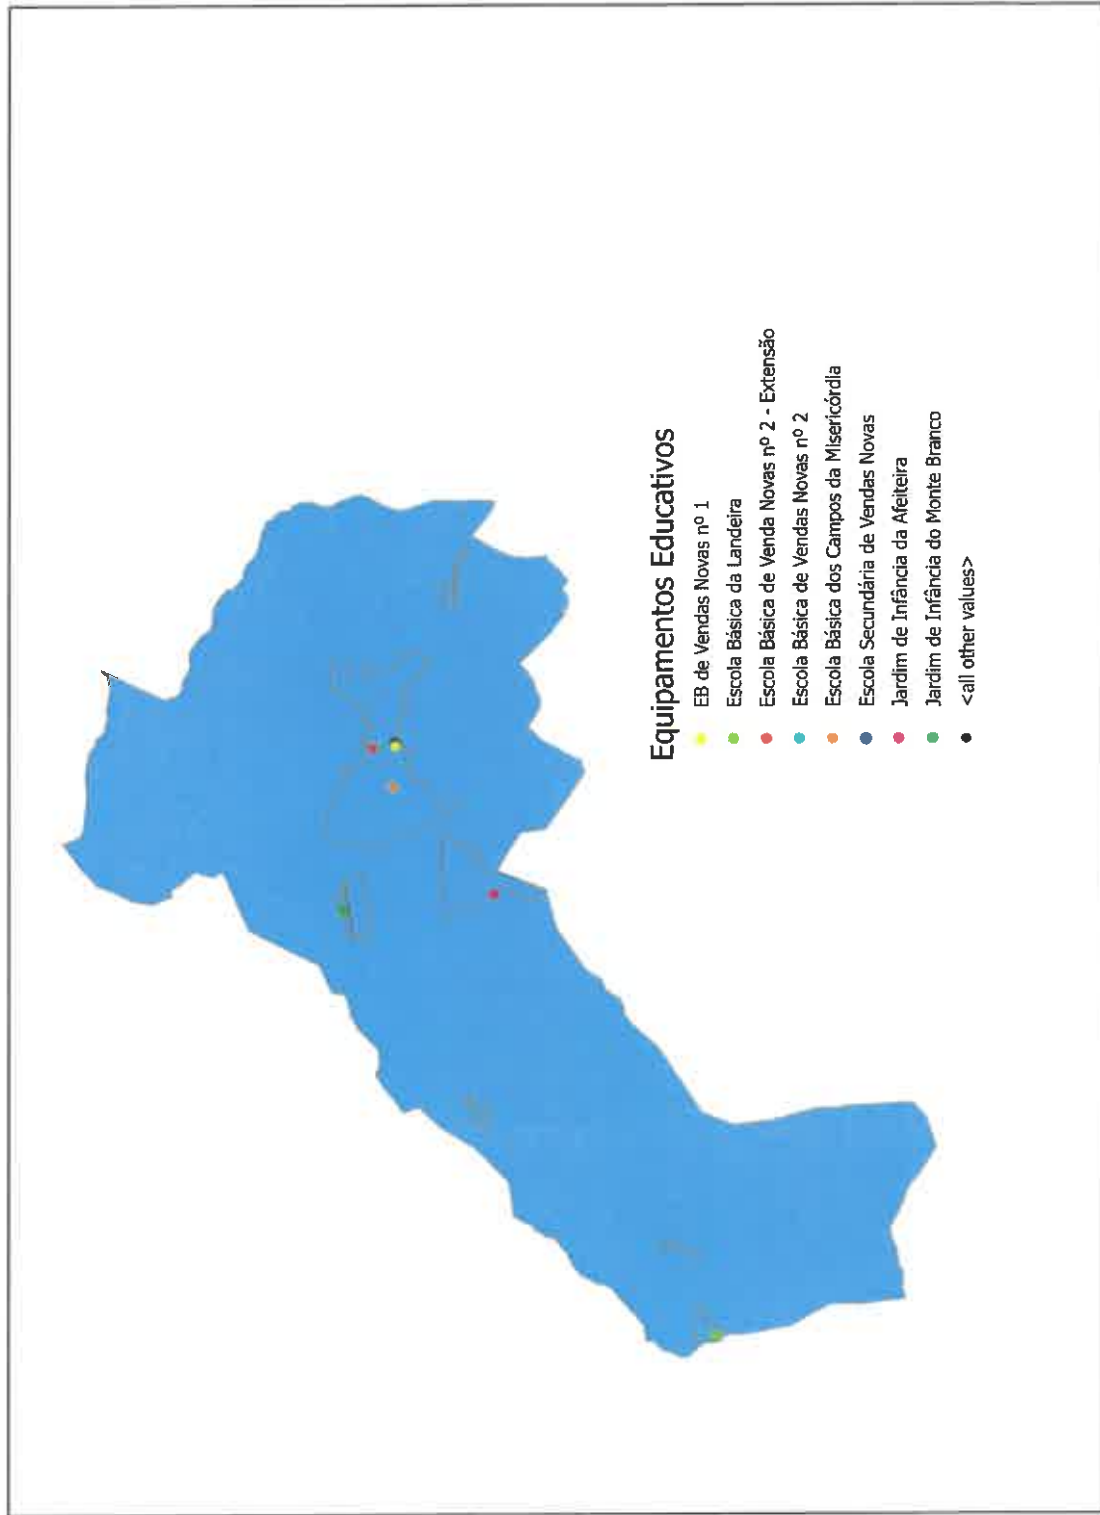 Equipamentos Educativos
EB de Vendas Novas nº 1
Escola Básica da Landeira
Escola Básica de Venda Novas nº 2 - Extensão
Escola Básica de Vendas Novas nº 2
Escola Básica dos Campos da Misericórdia
Escola Secundária de Vendas Novas
Jardim de Infância da Afeiteira
Jardim de Infância do Monte Branco
<all other values>